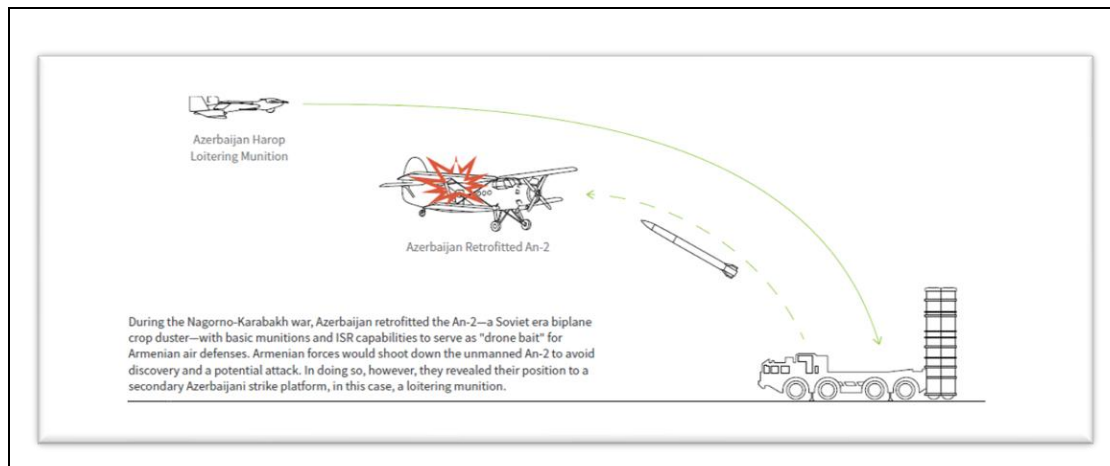 Azerbaijan Harop
Loitering Munition
Azerbaijan Retrofitted An-2
During the Nagorno-Karabakh war, Azerbaijan retrofitted the An-2—a Soviet era biplane
crop duster—with basic munitions and ISR capabilities to serve as "drone bait" for
Armenian air defenses. Armenian forces would shoot down the unmanned An-2 to avoid
discovery and a potential attack. In doing so, however, they revealed their position to a
secondary Azerbaijani strike platform, in this case, a loitering munition.